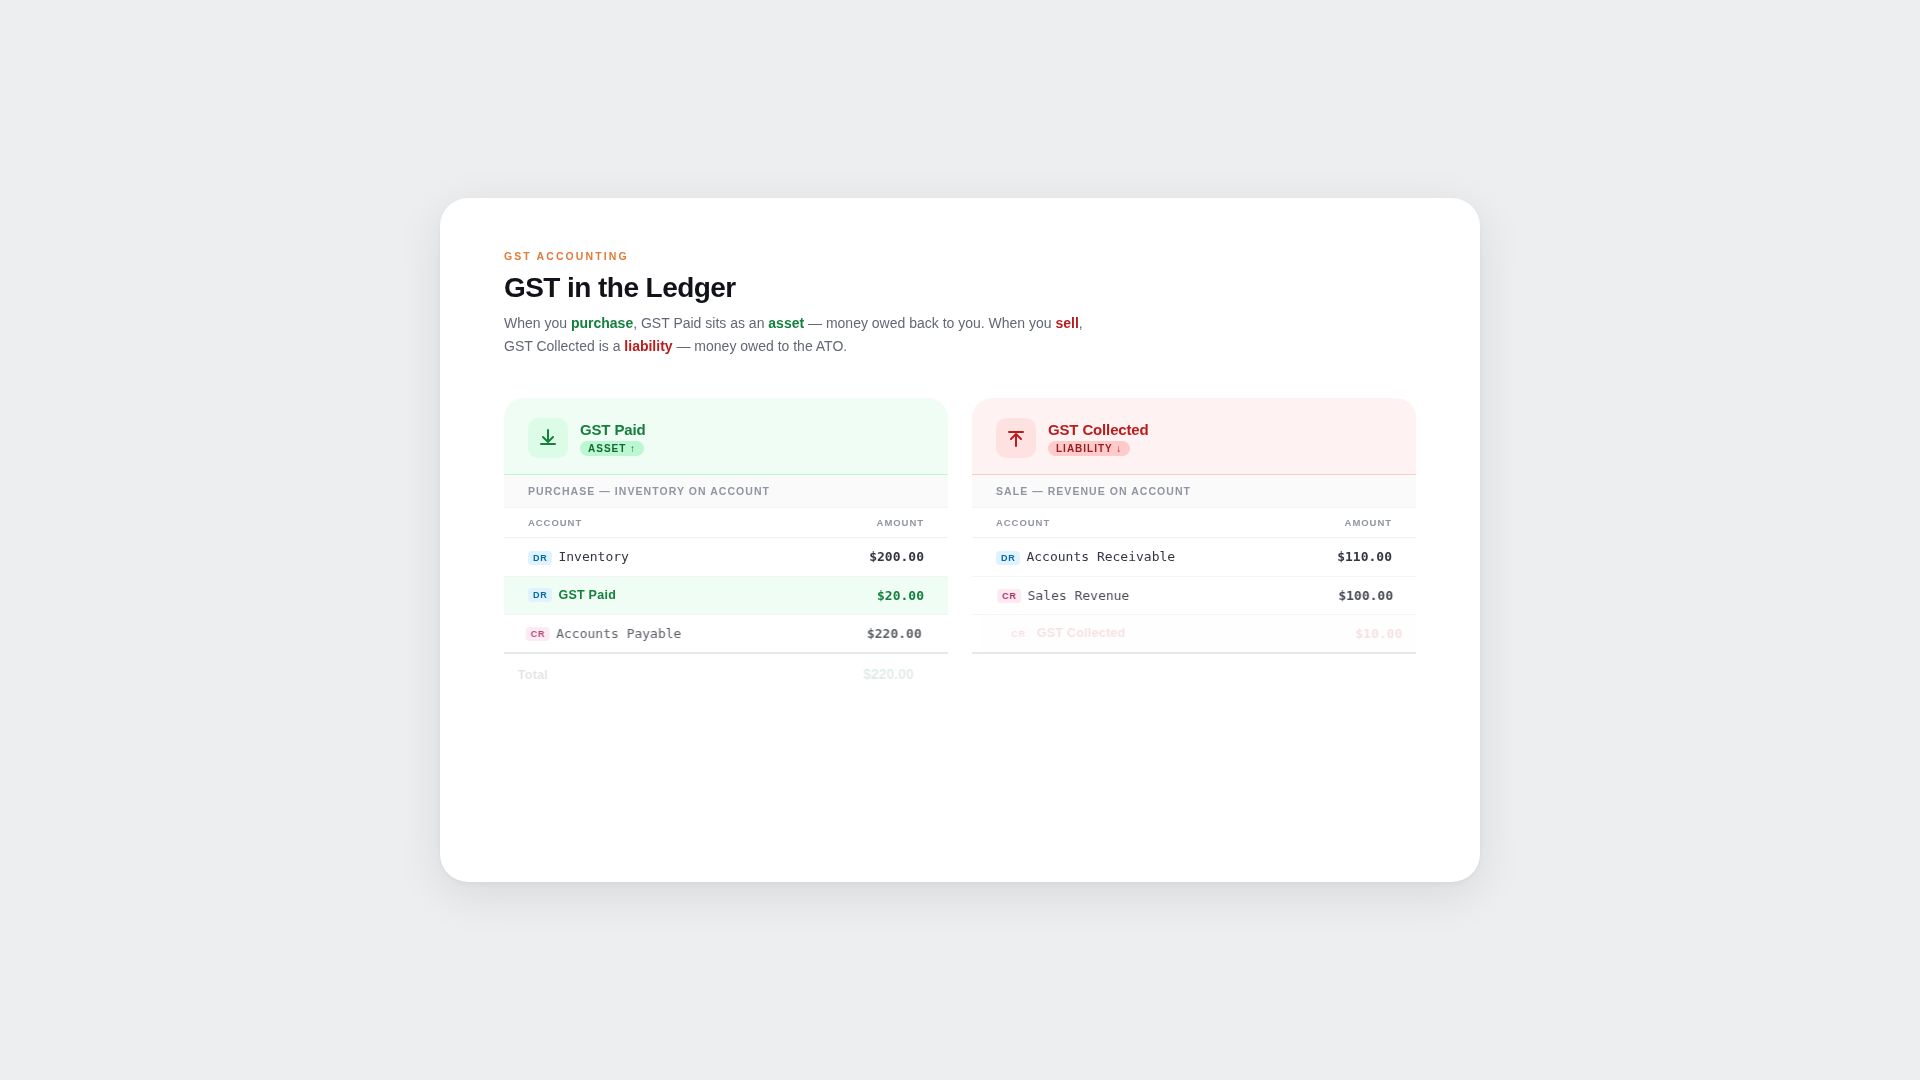 GST ACCOUNTING
GST in the Ledger
When you purchase, GST Paid sits as an asset — money owed back to you. When you sell,
GST Collected is a liability — money owed to the ATO.
GST Paid
ASSET ↑
PURCHASE — INVENTORY ON ACCOUNT
ACCOUNT AMOUNT
DR Inventory $200.00
DR GST Paid $20.00
CR Accounts Payable $220.00
Total $220.00
GST Collected
LIABILITY ↓
SALE — REVENUE ON ACCOUNT
ACCOUNT AMOUNT
DR Accounts Receivable $110.00
CR Sales Revenue $100.00
CR GST Collected $10.00